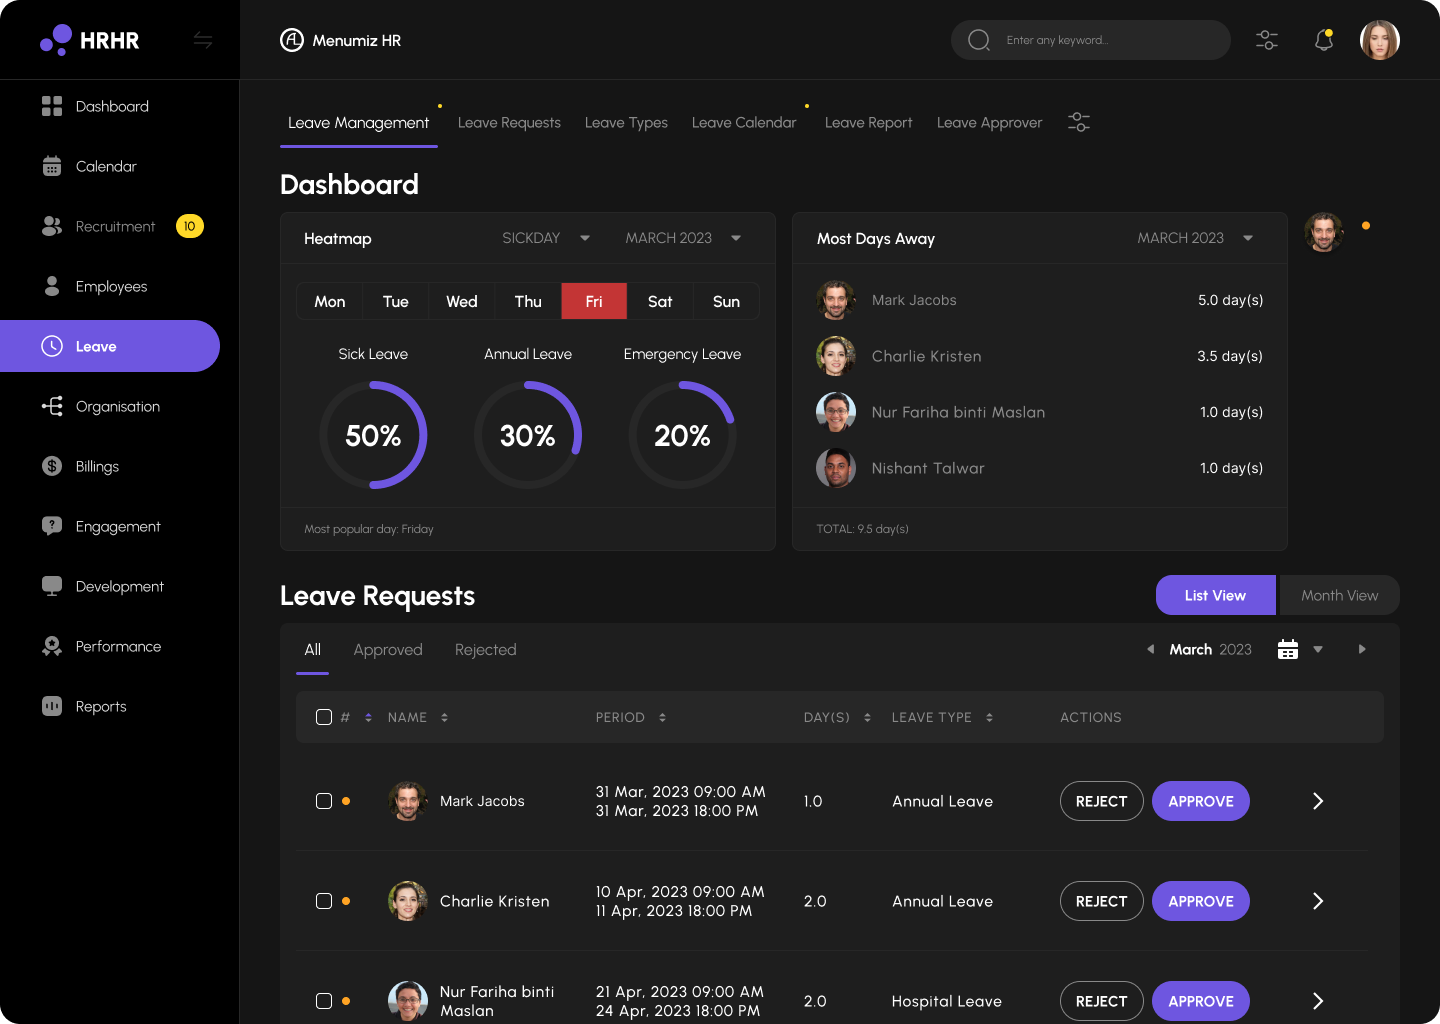 HRHR
Menumiz HR
Enter any keyword...
Dashboard
Calendar
Recruitment
10
Employees
Leave
Organisation
Billings
Engagement
Development
Performance
Reports
Leave Management
Leave Requests
Leave Types
Leave Calendar
Leave Report
Leave Approver
Dashboard
Heatmap
SICKDAY
MARCH 2023
Mon Tue Wed Thu Fri Sat Sun
Sick Leave Annual Leave Emergency Leave
50% 30% 20%
Most popular day: Friday
Most Days Away
MARCH 2023
Mark Jacobs 5.0 day(s)
Charlie Kristen 3.5 day(s)
Nur Fariha binti Maslan 1.0 day(s)
Nishant Talwar 1.0 day(s)
TOTAL: 9.5 day(s)
Leave Requests
List View
Month View
All Approved Rejected
March 2023
# NAME PERIOD DAY(S) LEAVE TYPE ACTIONS
Mark Jacobs
31 Mar, 2023 09:00 AM
31 Mar, 2023 18:00 PM
1.0
Annual Leave
REJECT
APPROVE
Charlie Kristen
10 Apr, 2023 09:00 AM
11 Apr, 2023 18:00 PM
2.0
Annual Leave
REJECT
APPROVE
Nur Fariha binti
Maslan
21 Apr, 2023 09:00 AM
24 Apr, 2023 18:00 PM
2.0
Hospital Leave
REJECT
APPROVE